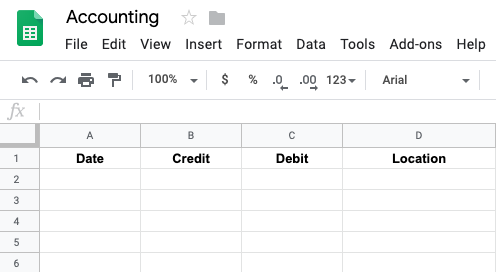 Accounting
File Edit View Insert Format Data Tools Add-ons Help
100% $ % .0 .00 123 Arial
fx
A B C D
1 Date Credit Debit Location
2
3
4
5
6